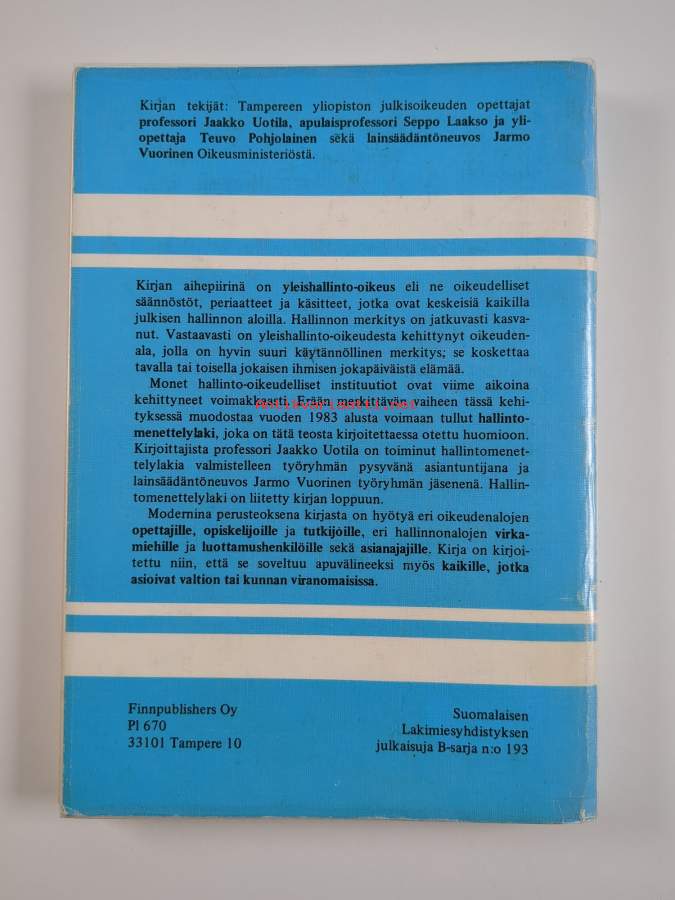 Kirjan tekijät: Tampereen yliopiston julkisoikeuden opettajat
professori Jaakko Uotila, apulaisprofessori Seppo Laakso ja yli-
opettaja Teuvo Pohjolainen sekä lainsäädäntöneuvos Jarmo
Vuorinen Oikeusministeriöstä.
Kirjan aihepiirinä on yleishallinto-oikeus eli ne oikeudelliset
säännöstöt, periaatteet ja käsitteet, jotka ovat keskeisiä kaikilla
julkisen hallinnon aloilla. Hallinnon merkitys on jatkuvasti kasva-
nut. Vastaavasti on yleishallinto-oikeudesta kehittynyt oikeuden-
ala, jolla on hyvin suuri käytännöllinen merkitys; se koskettaa
tavalla tai toisella jokaisen ihmisen jokapäiväistä elämää.
Monet hallinto-oikeudelliset instituutiot ovat viime aikoina
kehittyneet voimakkaasti. Erään merkittävän vaiheen tässä kehi-
antikvariaatti.net
tyksessä muodostaa vuoden 1983 alusta voimaan tullut hallinto-
menettelylaki, joka on tätä teosta kirjoitettaessa otettu huomioon.
Kirjoittajista professori Jaakko Uotila on toiminut hallintomenet-
telylakia valmistelleen työryhmän pysyvänä asiantuntijana ja
lainsäädäntöneuvos Jarmo Vuorinen työryhmän jäsenenä. Hallin-
tomenettelylaki on liitetty kirjan loppuun.
Modernina perusteoksena kirjasta on hyötyä eri oikeudenalojen
opettajille, opiskelijoille ja tutkijoille, eri hallinnonalojen virka-
miehille ja luottamushenkilöille sekä asianajajille. Kirja on kirjoi-
tettu niin, että se soveltuu apuvälineeksi myös kaikille, jotka
asioivat valtion tai kunnan viranomaisissa.
Finnpublishers Oy
Pl 670
33101 Tampere 10
Suomalaisen
Lakimiesyhdistyksen
julkaisuja B-sarja n:o 193